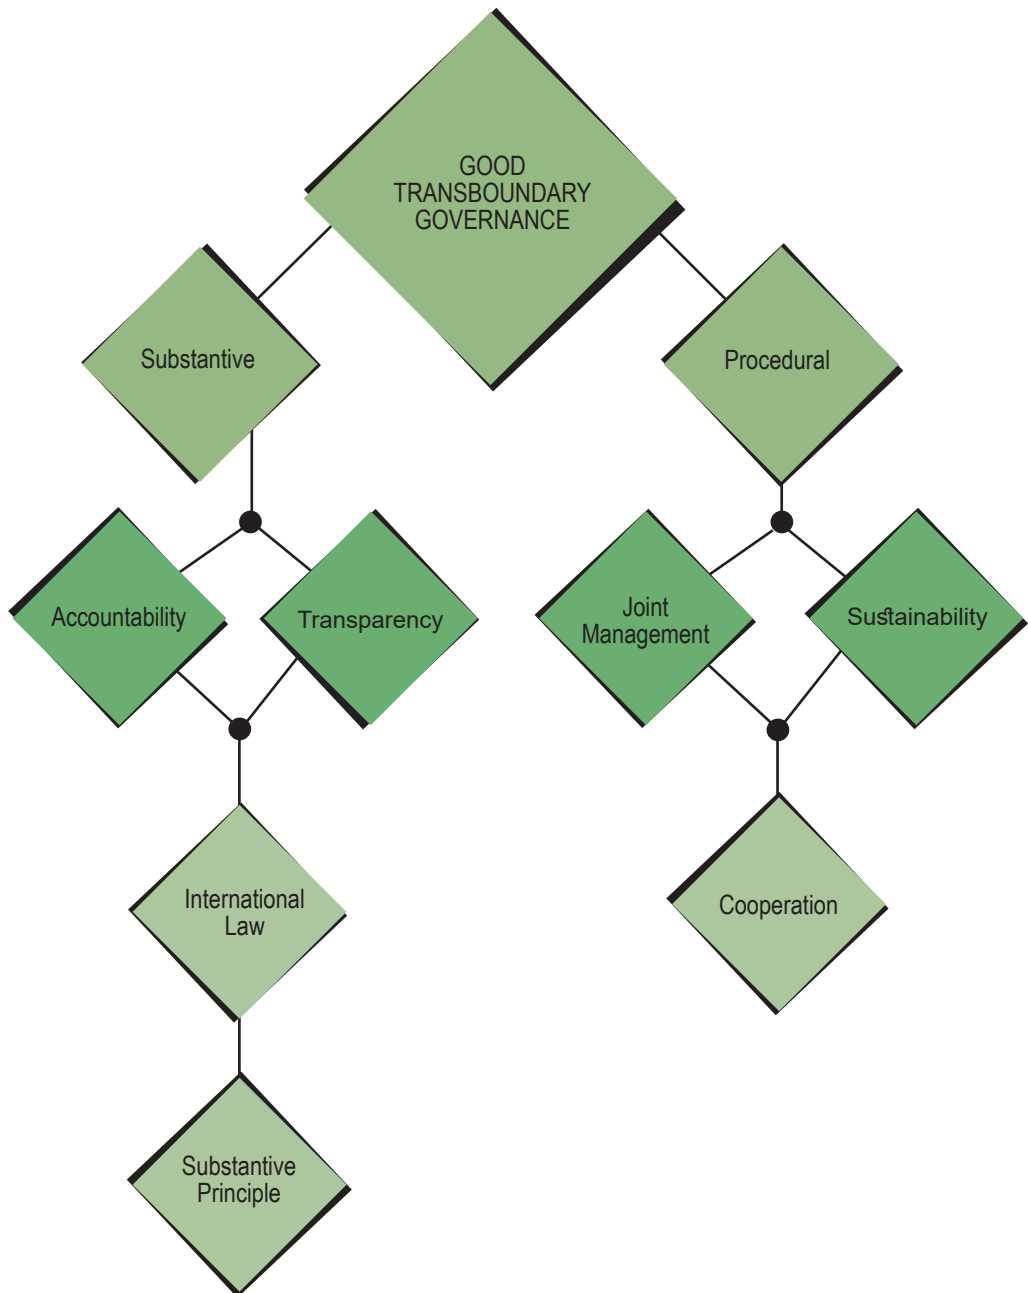 GOOD
TRANSBOUNDARY
GOVERNANCE
Substantive
Procedural
Accountability
Transparency
Joint
Management
Sustainability
International
Law
Cooperation
Substantive
Principle